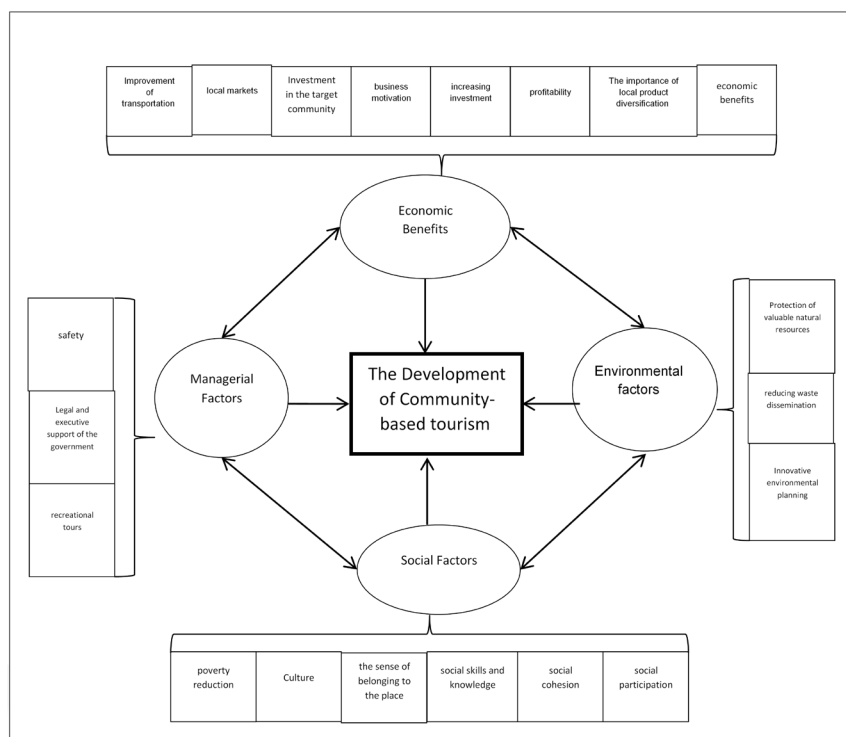 Improvement
of
transportation
local markets
Investment
in the target
community
business
motivation
increasing
investment
profitability
The importance of
local product
diversification
economic
benefits
Economic
Benefits
safety
Legal and
executive
support of the
government
recreational
tours
Managerial
Factors
The Development
of Community-
based tourism
Environmental
factors
Protection of
valuable natural
resources
reducing waste
dissemination
Innovative
environmental
planning
Social Factors
poverty
reduction
Culture
the sense of
belonging to
the place
social skills and
knowledge
social
cohesion
social
participation